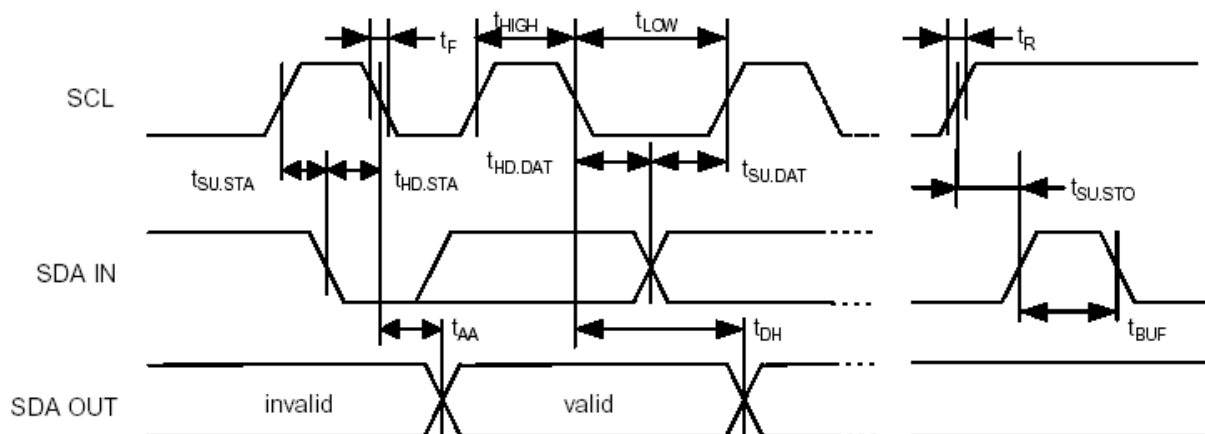 tHIGH tLOW
tF tR
SCL
tSU.STA tHD.STA tHD.DAT tSU.DAT tSU.STO
SDA IN
tAA tDH tBUF
SDA OUT invalid valid